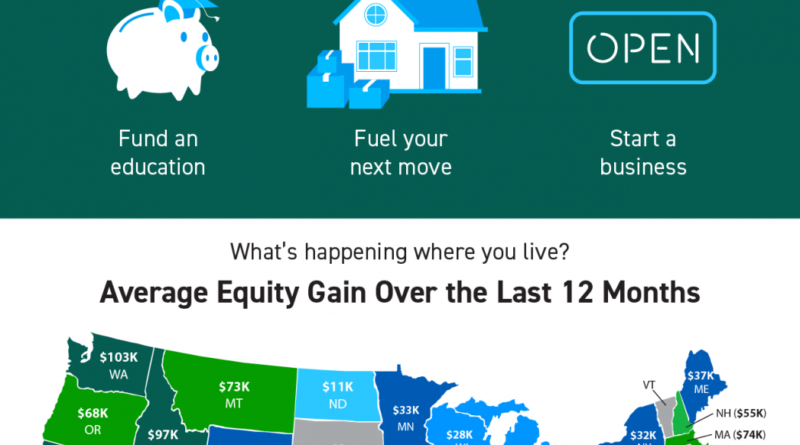 OPEN
Fund an
education
Fuel your
next move
Start a
business
What's happening where you live?
Average Equity Gain Over the Last 12 Months
$103K
WA
$73K
MT
$11K
ND
$37K
ME
VT
$68K
OR
$97K
$33K
MN
$28K
$32K
NH ($55K)
MA ($74K)